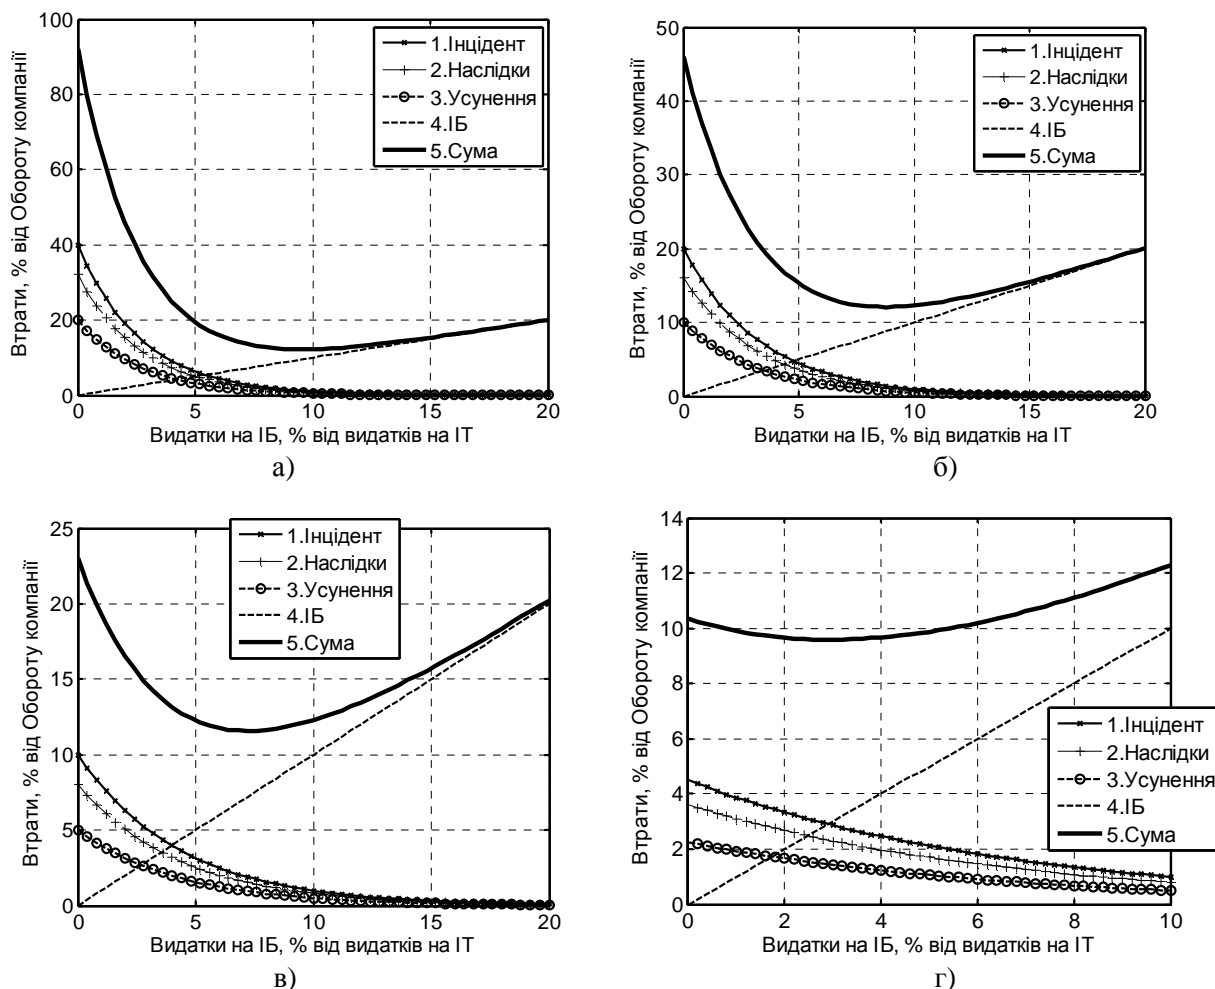 100
80
60
40
20
0
0
5
10
15
20
Втрати, % від Обороту компанії
Видатки на ІБ, % від видатків на ІТ
1.Інцідент
2.Наслідки
3.Усунення
4.ІБ
5.Сума
а)
50
40
30
20
10
0
0
5
10
15
20
Втрати, % від Обороту компанії
Видатки на ІБ, % від видатків на ІТ
1.Інцідент
2.Наслідки
3.Усунення
4.ІБ
5.Сума
б)
25
20
15
10
5
0
0
5
10
15
20
Втрати, % від Обороту компанії
Видатки на ІБ, % від видатків на ІТ
1.Інцідент
2.Наслідки
3.Усунення
4.ІБ
5.Сума
в)
14
12
10
8
6
4
2
0
0
2
4
6
8
10
Втрати, % від Обороту компанії
Видатки на ІБ, % від видатків на ІТ
1.Інцідент
2.Наслідки
3.Усунення
4.ІБ
5.Сума
г)